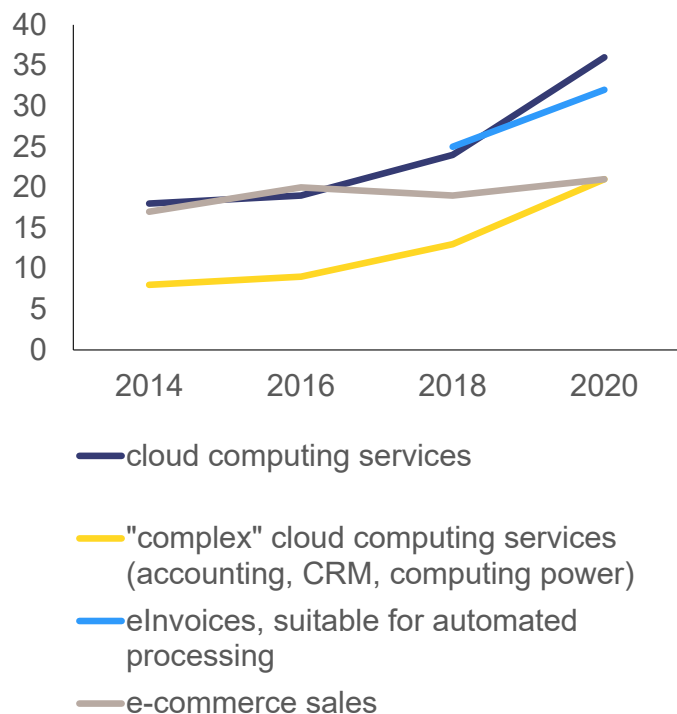 40
35
30
25
20
15
10
5
0
2014 2016 2018 2020
cloud computing services
"complex" cloud computing services
(accounting, CRM, computing power)
eInvoices, suitable for automated
processing
e-commerce sales